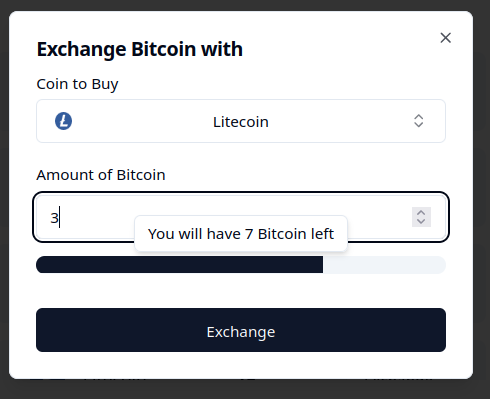 Exchange Bitcoin with
Coin to Buy
Litecoin
Amount of Bitcoin
3
You will have 7 Bitcoin left
Exchange